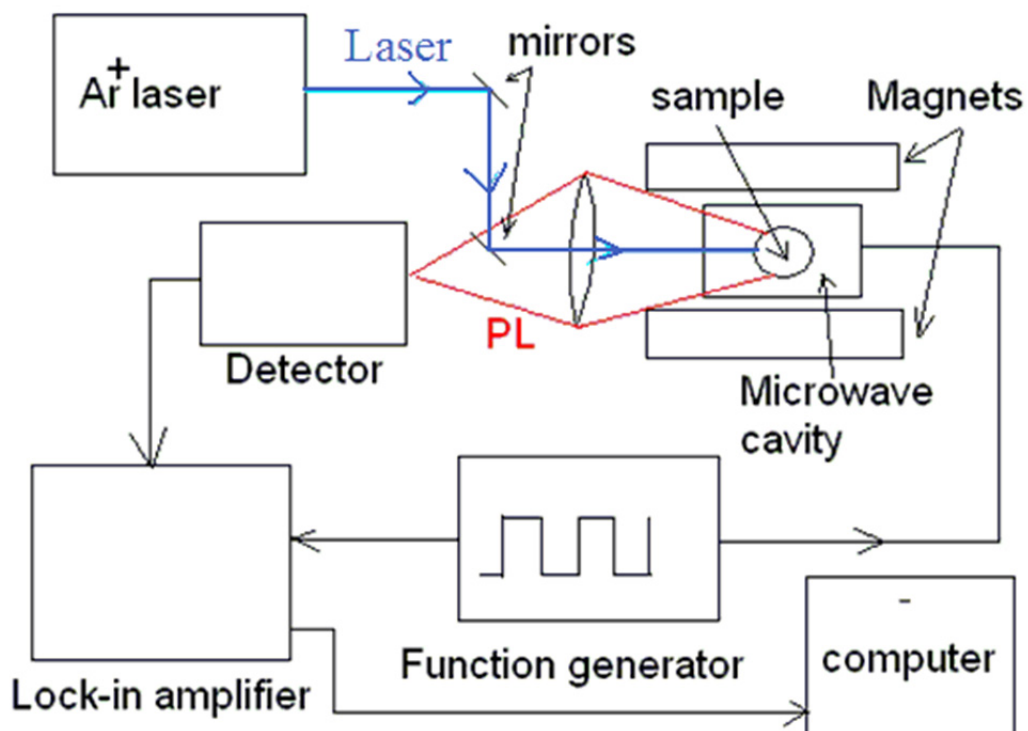 Laser
mirrors
Ar+ laser
sample
Magnets
PL
Detector
Microwave
cavity
Function generator
computer
Lock-in amplifier